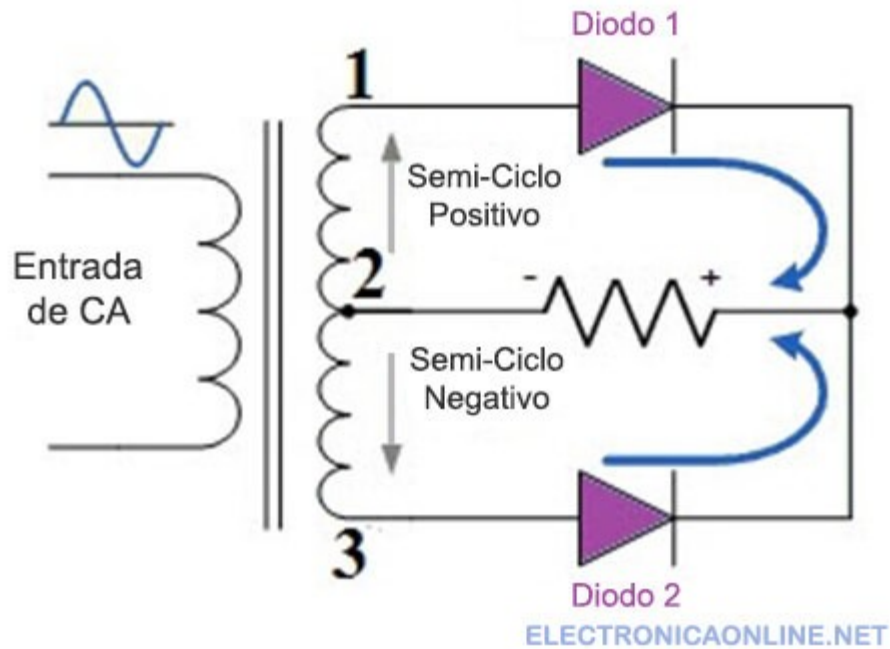 Diodo 1
1
Semi-Ciclo
Positivo
Entrada
de CA
2
- +
Semi-Ciclo
Negativo
3
Diodo 2
ELECTRONICAONLINE.NET